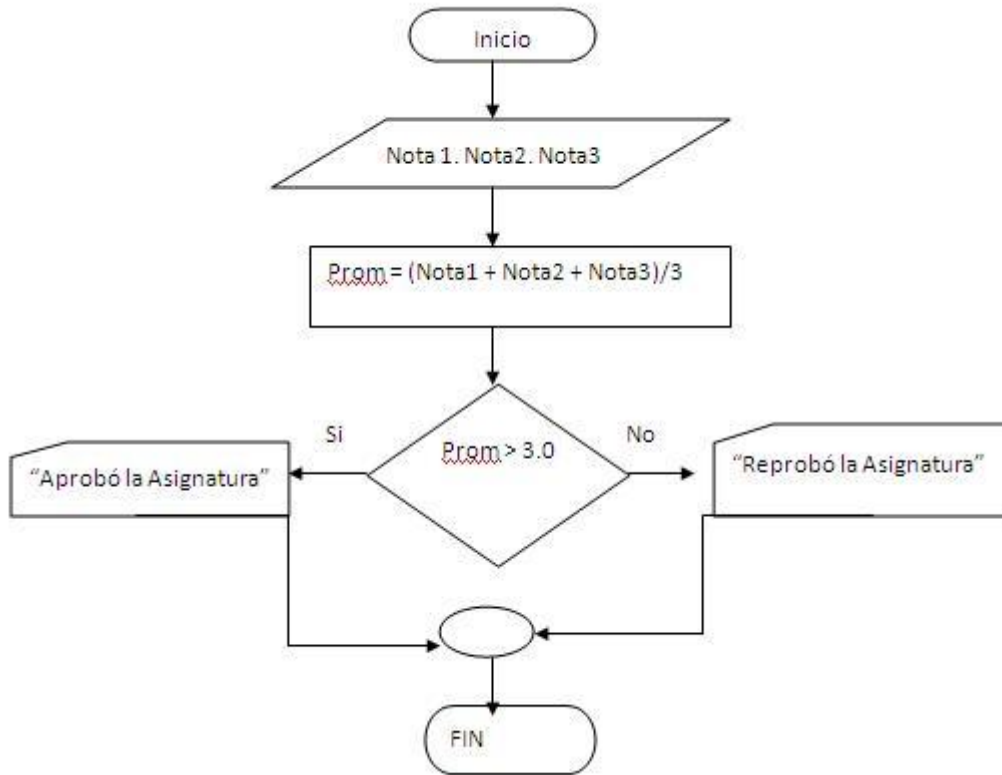 Inicio
Nota 1. Nota2. Nota3
Prom = (Nota1 + Nota2 + Nota3)/3
Si
Prom > 3.0
No
“Aprobó la Asignatura”
“Reprobó la Asignatura”
FIN